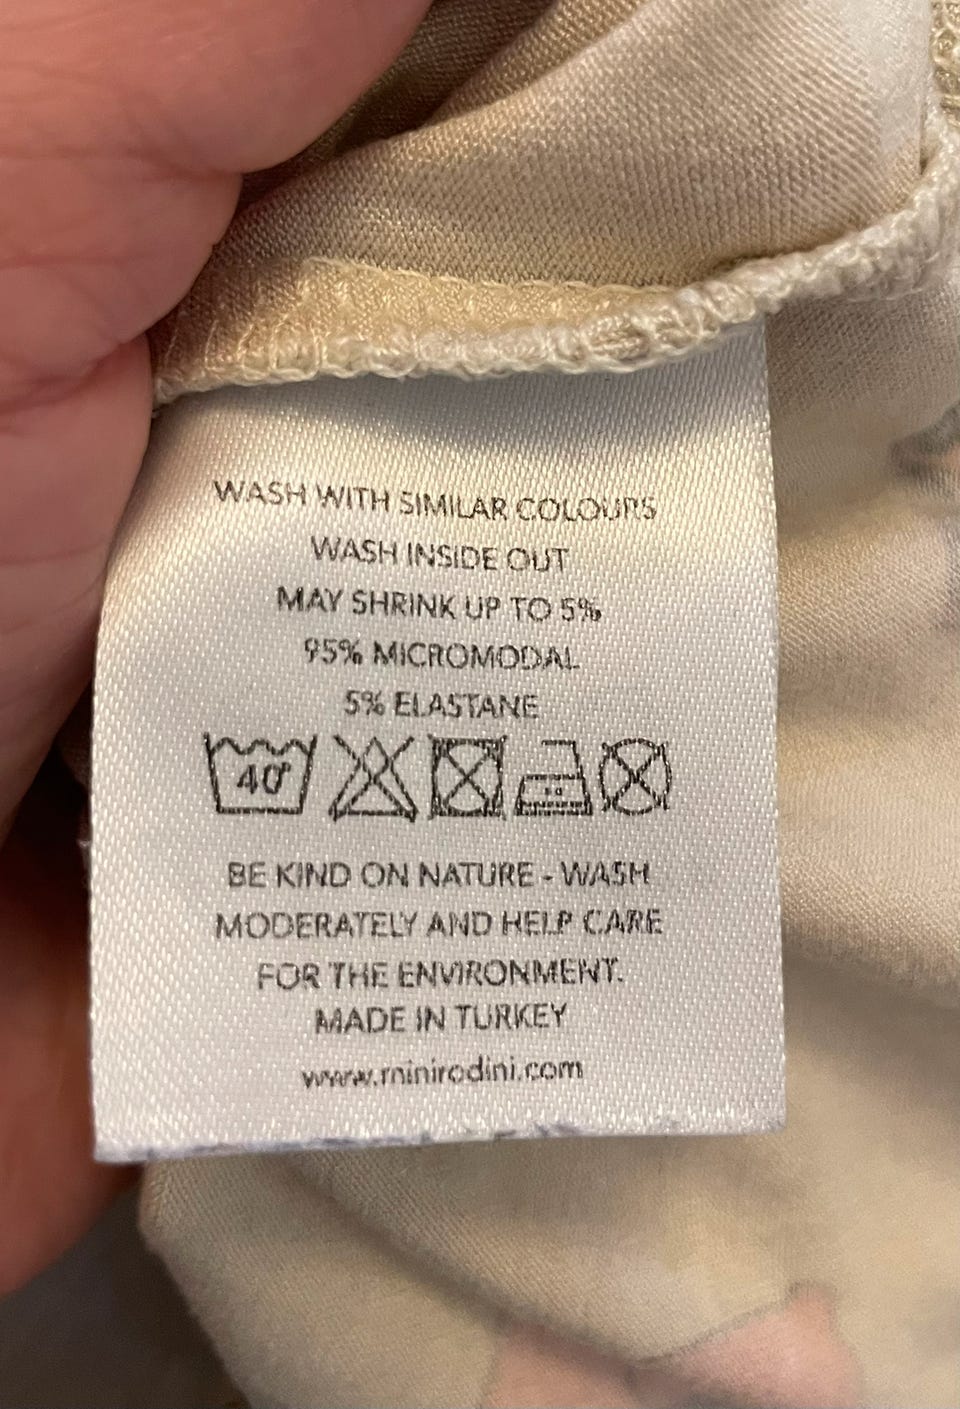 WASH WITH SIMILAR COLOURS
WASH INSIDE OUT
MAY SHRINK UP TO 5%
95% MICROMODAL
5% ELASTANE
40°
BE KIND ON NATURE - WASH
MODERATELY AND HELP CARE
FOR THE ENVIRONMENT.
MADE IN TURKEY
www.minirodini.com